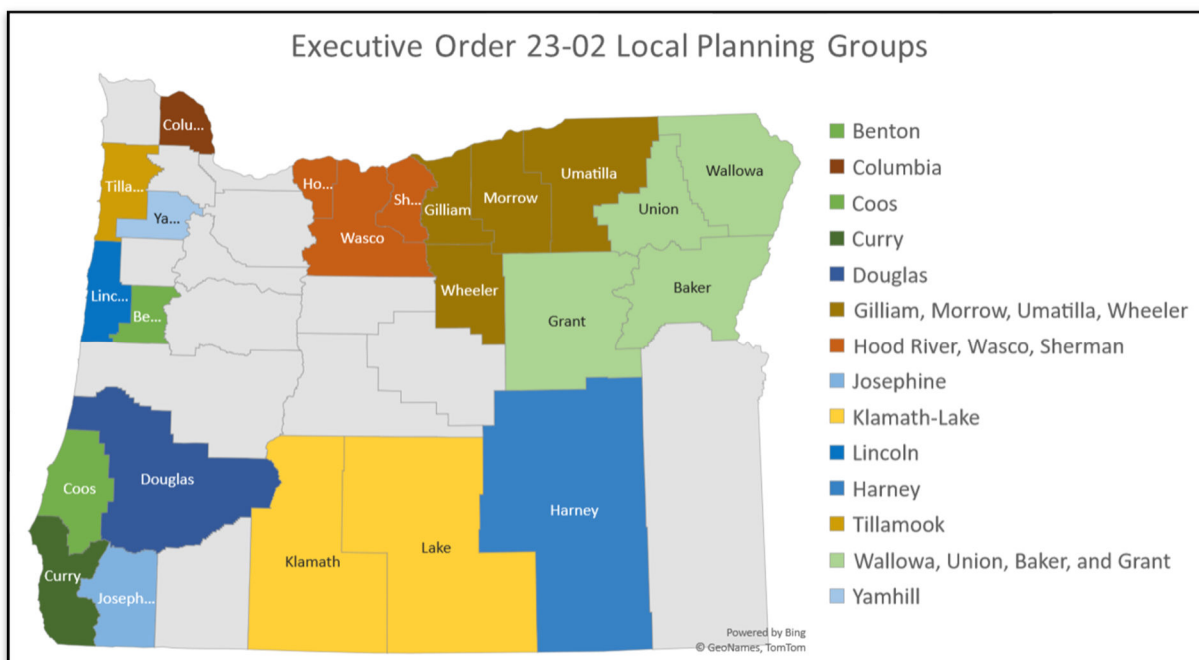 Executive Order 23-02 Local Planning Groups
Colu...
Tilla...
Ya...
Linc...
Be...
Ho...
Sh...
Wasco
Gilliam
Morrow
Umatilla
Wheeler
Union
Wallowa
Baker
Grant
Coos
Douglas
Curry
Joseph...
Klamath
Lake
Harney
Benton
Columbia
Coos
Curry
Douglas
Gilliam, Morrow, Umatilla, Wheeler
Hood River, Wasco, Sherman
Josephine
Klamath-Lake
Lincoln
Harney
Tillamook
Wallowa, Union, Baker, and Grant
Yamhill
Powered by Bing
© GeoNames, TomTom